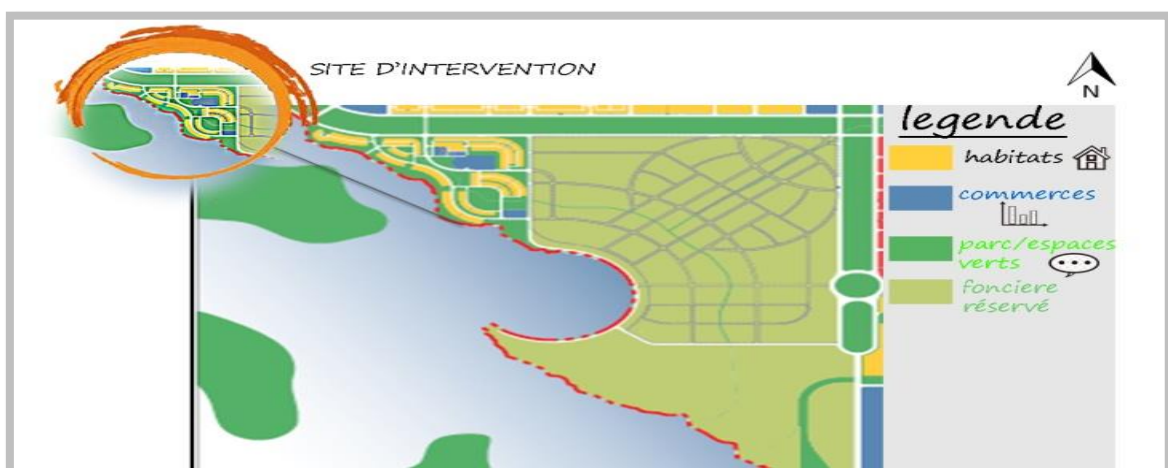 SITE D'INTERVENTION
N
legende
habitats
commerces
parc/espaces
verts
fonciere
réservé